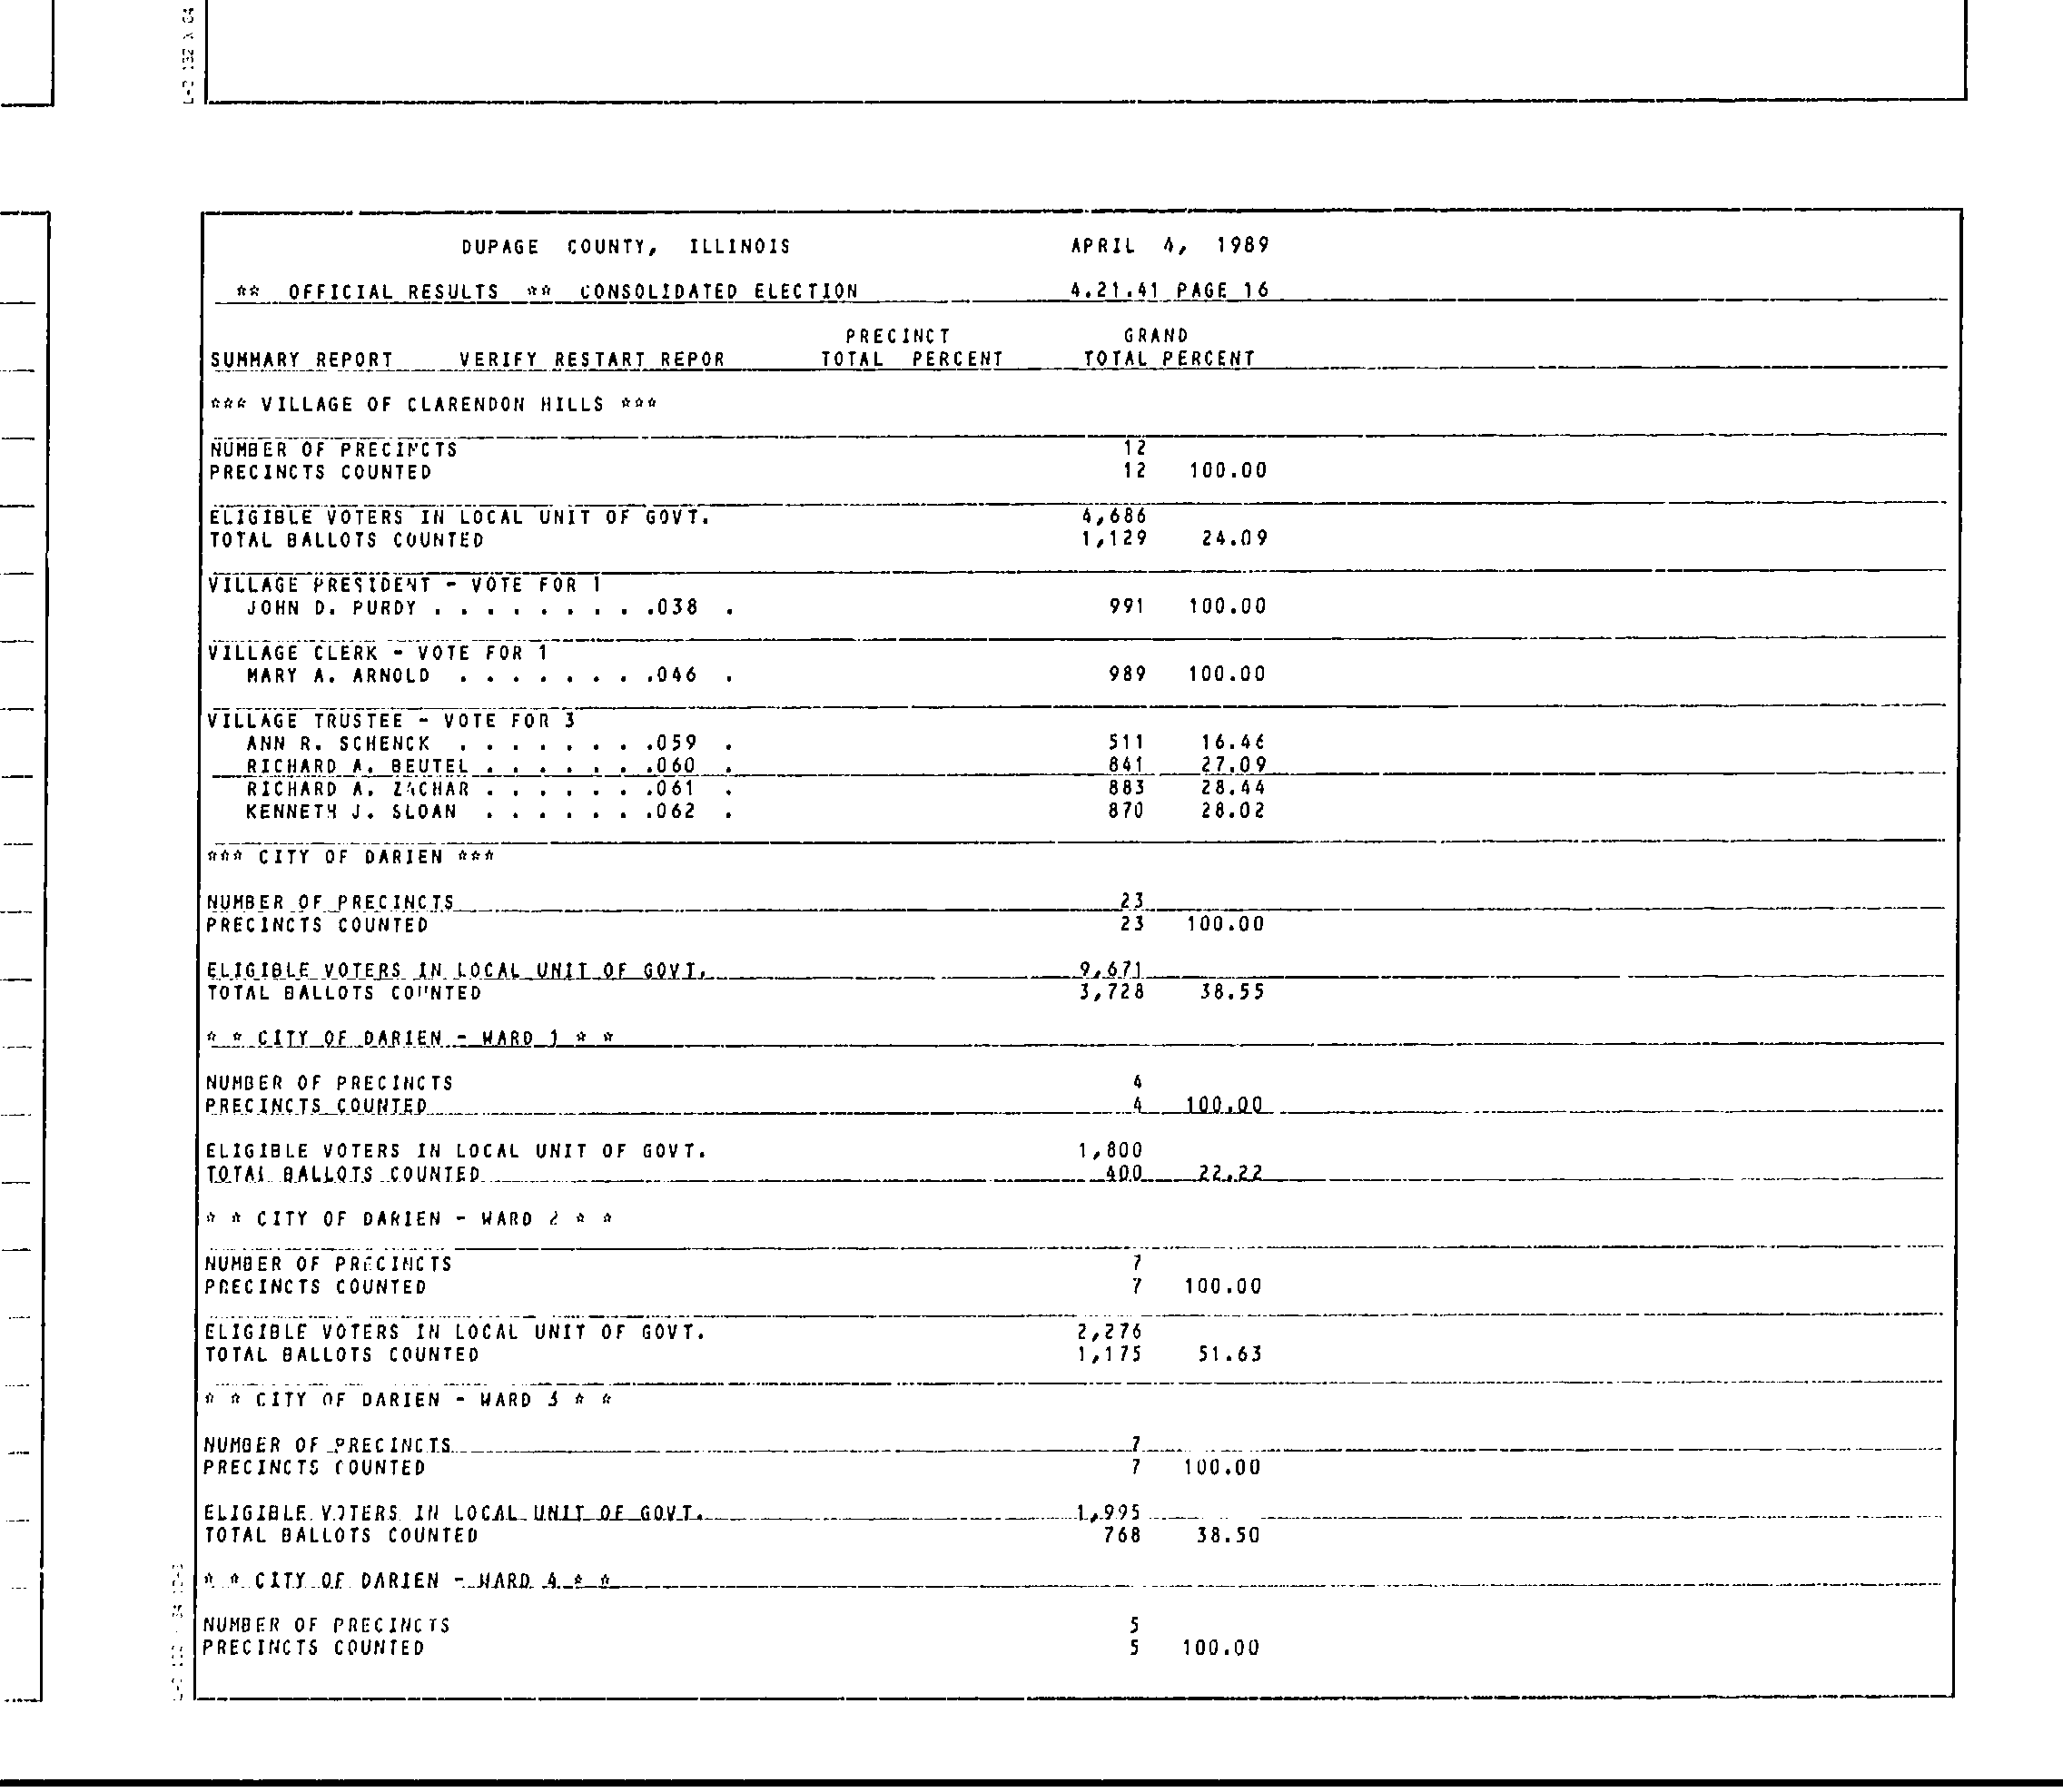 DUPAGE COUNTY, ILLINOIS APRIL 4, 1989
** OFFICIAL RESULTS ** CONSOLIDATED ELECTION 4.21.41 PAGE 16
PRECINCT GRAND
SUMMARY REPORT VERIFY RESTART REPOR TOTAL PERCENT TOTAL PERCENT
*** VILLAGE OF CLARENDON HILLS ***
NUMBER OF PRECINCTS 12
PRECINCTS COUNTED 12 100.00
ELIGIBLE VOTERS IN LOCAL UNIT OF GOVT. 4,686
TOTAL BALLOTS COUNTED 1,129 24.09
VILLAGE PRESIDENT - VOTE FOR 1
JOHN D. PURDY . . . . . . . . .038 . 991 100.00
VILLAGE CLERK - VOTE FOR 1
MARY A. ARNOLD . . . . . . . .046 . 989 100.00
VILLAGE TRUSTEE - VOTE FOR 3
ANN R. SCHENCK . . . . . . . .059 . 511 16.46
RICHARD A. BEUTEL . . . . . . .060 . 841 27.09
RICHARD A. ZACHAR . . . . . . .061 . 883 28.44
KENNETH J. SLOAN . . . . . . .062 . 870 28.02
*** CITY OF DARIEN ***
NUMBER OF PRECINCTS 23
PRECINCTS COUNTED 23 100.00
ELIGIBLE VOTERS IN LOCAL UNIT OF GOVT. 9,671
TOTAL BALLOTS COUNTED 3,728 38.55
* * CITY OF DARIEN - WARD 1 * *
NUMBER OF PRECINCTS 4
PRECINCTS COUNTED 4 100.00
ELIGIBLE VOTERS IN LOCAL UNIT OF GOVT. 1,800
TOTAL BALLOTS COUNTED 400 22.22
* * CITY OF DARIEN - WARD 2 * *
NUMBER OF PRECINCTS 7
PRECINCTS COUNTED 7 100.00
ELIGIBLE VOTERS IN LOCAL UNIT OF GOVT. 2,276
TOTAL BALLOTS COUNTED 1,175 51.63
* * CITY OF DARIEN - WARD 3 * *
NUMBER OF PRECINCTS 7
PRECINCTS COUNTED 7 100.00
ELIGIBLE VOTERS IN LOCAL UNIT OF GOVT. 1,995
TOTAL BALLOTS COUNTED 768 38.50
* * CITY OF DARIEN - WARD 4 * *
NUMBER OF PRECINCTS 5
PRECINCTS COUNTED 5 100.00